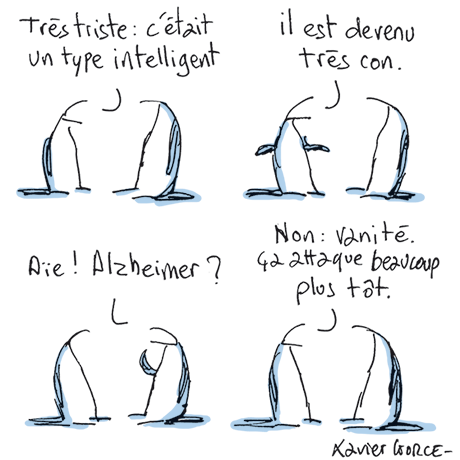 Très triste : c'était
un type intelligent
il est devenu
très con.
Aïe ! Alzheimer ?
Non : vanité.
ça attaque beaucoup
plus tôt.
Xavier GORCE -